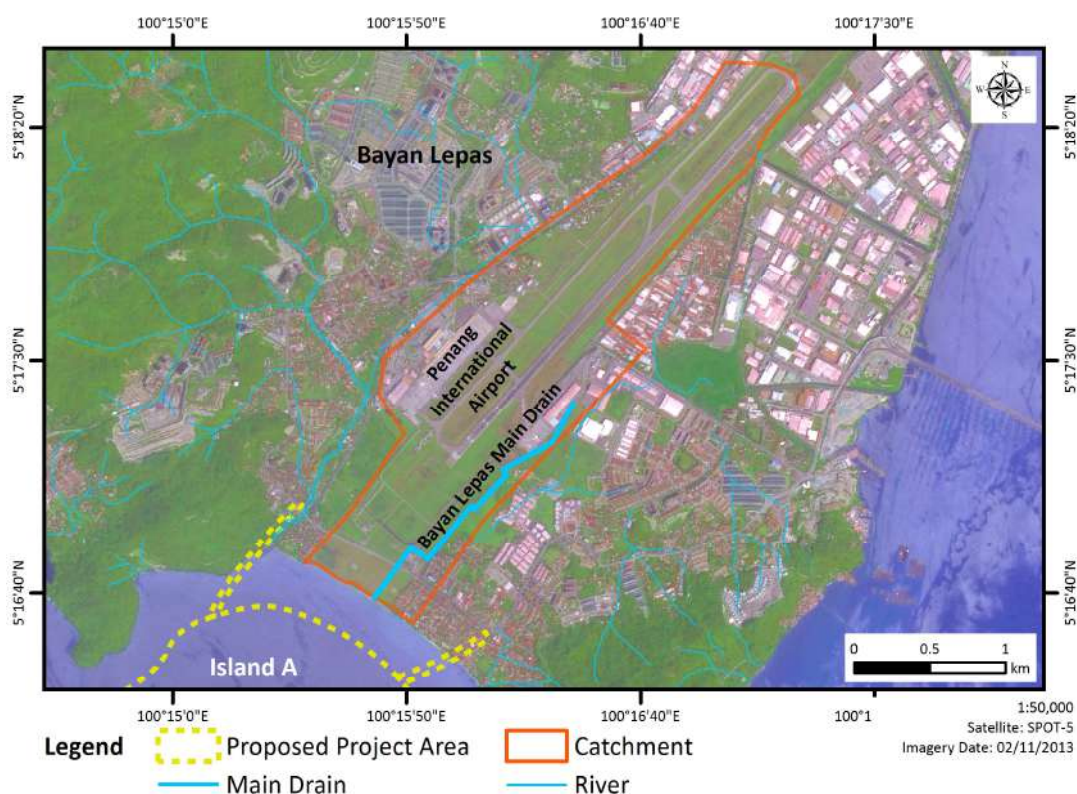 100°15'0"E 100°15'50"E 100°16'40"E 100°17'30"E
N
W E
S
5°18'20"N 5°18'20"N
Bayan Lepas
5°17'30"N 5°17'30"N
Penang
International
Airport
Bayan Lepas Main Drain
5°16'40"N 5°16'40"N
Island A
0 0.5 1
km
100°15'0"E 100°15'50"E 100°16'40"E 100°1
1:50,000
Satellite: SPOT-5
Imagery Date: 02/11/2013
Legend Proposed Project Area Catchment
Main Drain River